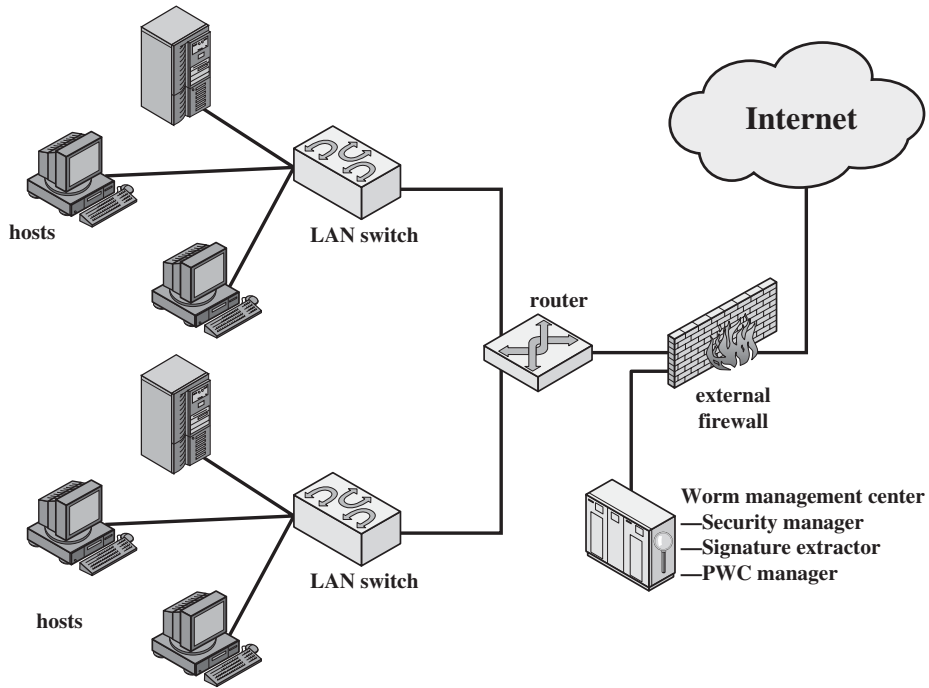 Internet
hosts
LAN switch
router
external
firewall
Worm management center
—Security manager
—Signature extractor
—PWC manager
LAN switch
hosts